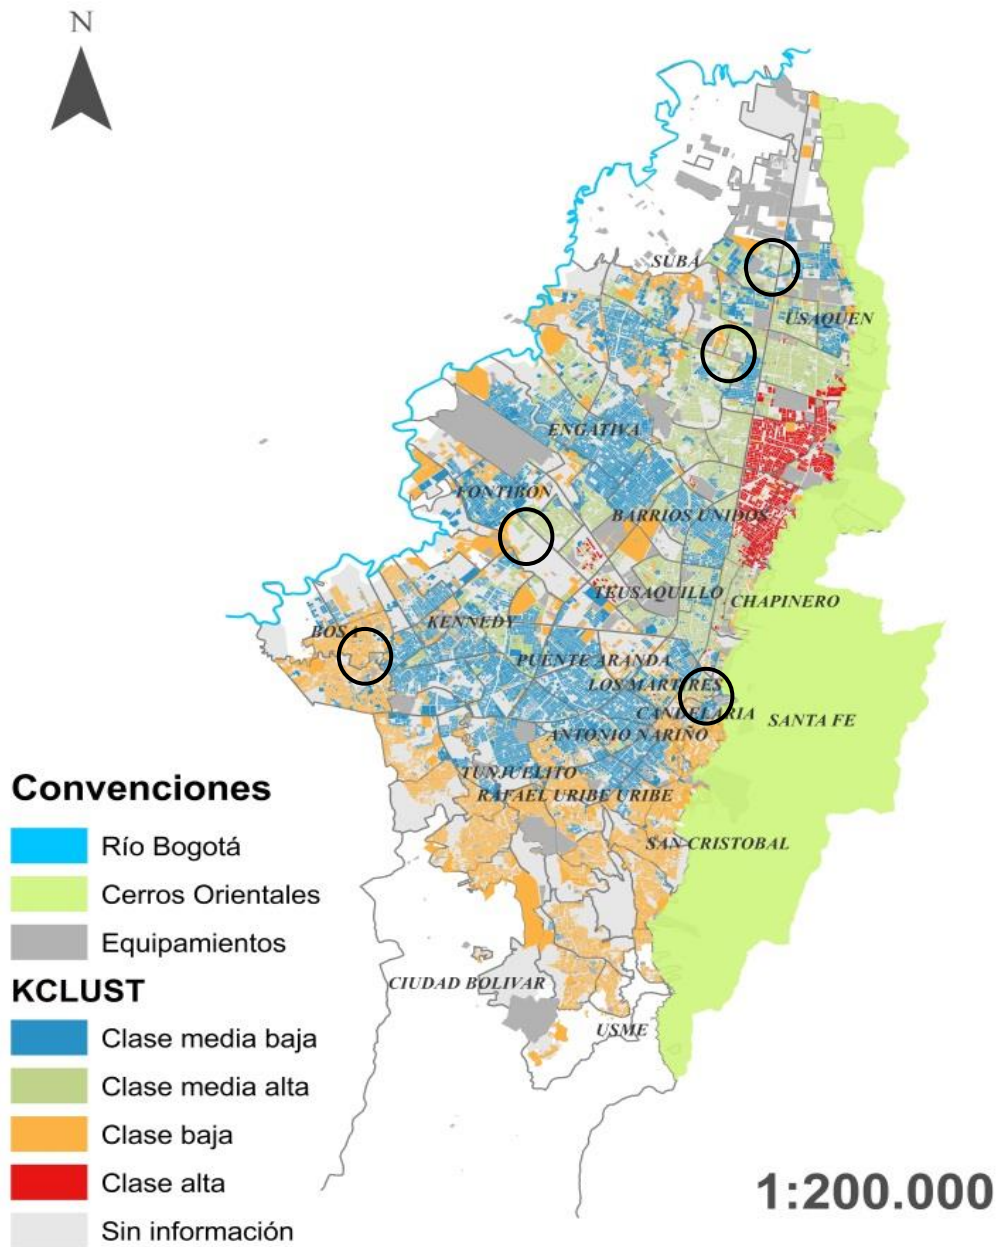 N
SUBA
USAQUEN
ENGATIVA
FONTIBON
BARRIOS UNIDOS
TEUSAQUILLO
CHAPINERO
KENNEDY
BOSA
PUENTE ARANDA
LOS MARTIRES
CANDELARIA
SANTA FE
ANTONIO NARIÑO
TUNJUELITO
RAFAEL URIBE URIBE
SAN CRISTOBAL
CIUDAD BOLIVAR
USME
Convenciones
Río Bogotá
Cerros Orientales
Equipamientos
KCLUST
Clase media baja
Clase media alta
Clase baja
Clase alta
Sin información
1:200.000